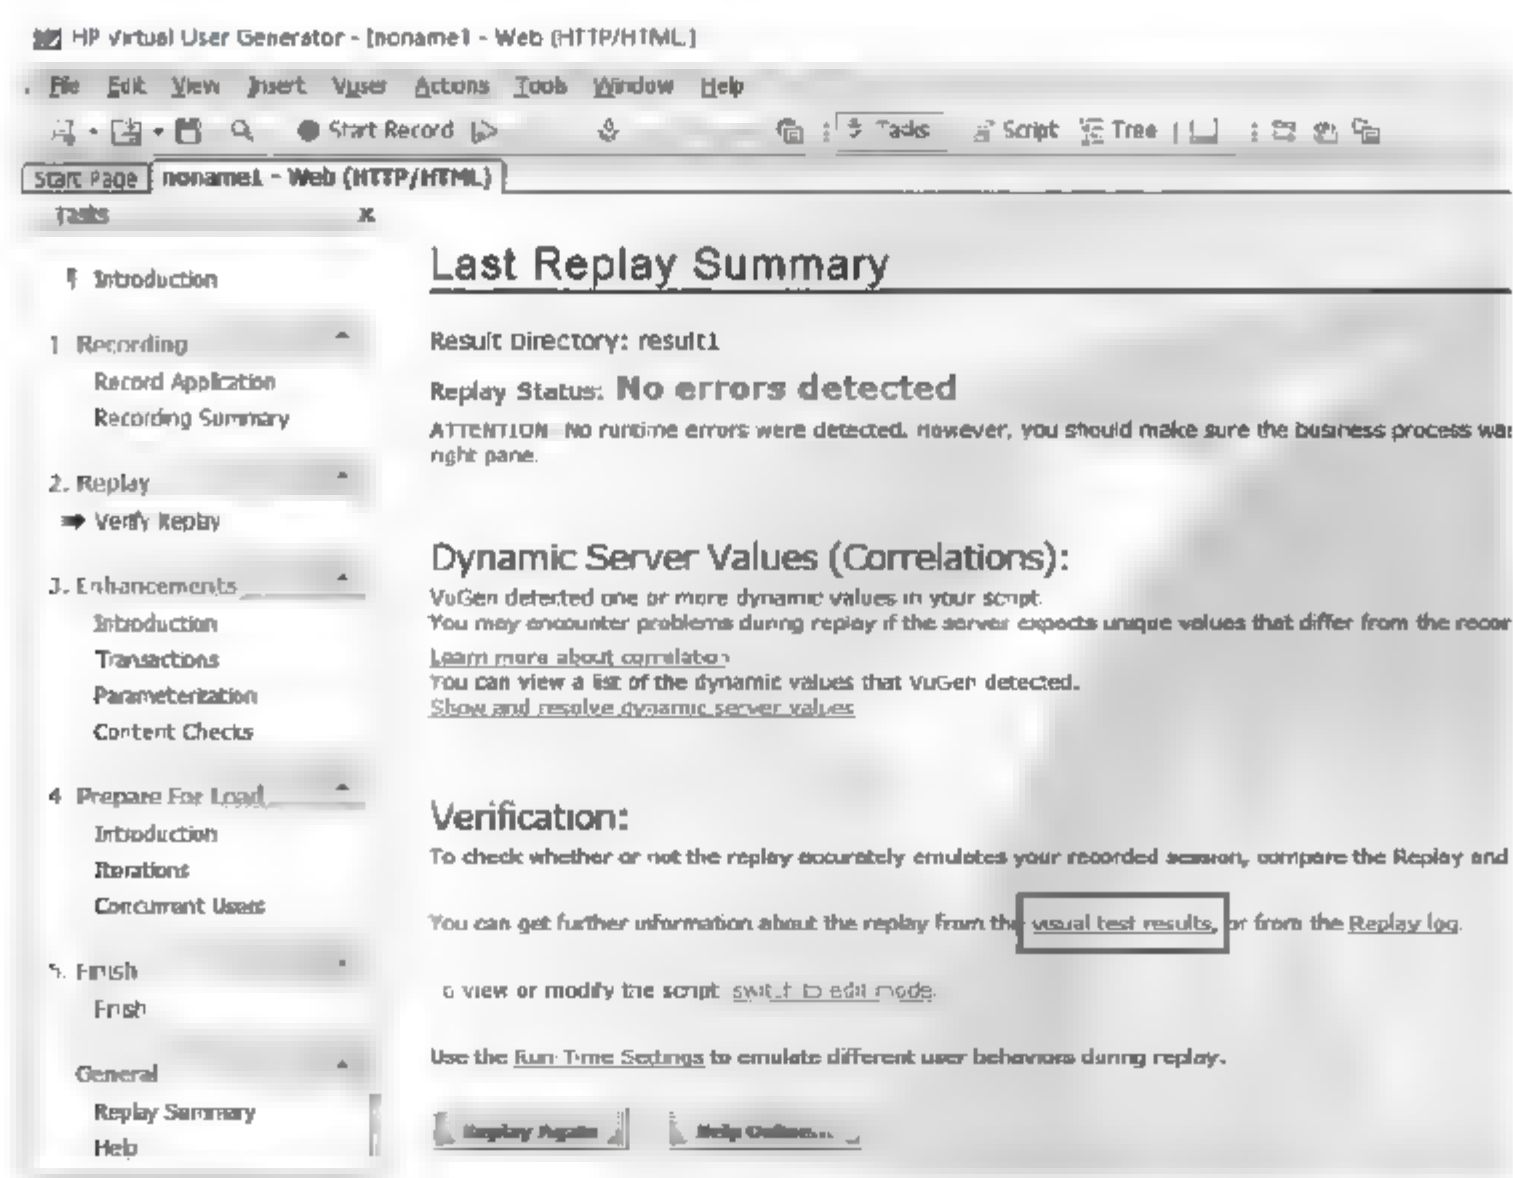 HP Virtual User Generator - [noname1 - Web (HTTP/HTML)]
File Edit View Insert Vuser Actions Tools Window Help
Start Record Tasks Script Tree
Start Page noname1 - Web (HTTP/HTML)
Tasks x
Introduction
1 Recording
Record Application
Recording Summary
2. Replay
Verify Replay
3. Enhancements
Introduction
Transactions
Parameterization
Content Checks
4 Prepare For Load
Introduction
Iterations
Concurrent Users
5. Finish
Finish
General
Replay Summary
Help
Last Replay Summary
Result Directory: result1
Replay Status: No errors detected
ATTENTION No runtime errors were detected. However, you should make sure the business process was
right pane.
Dynamic Server Values (Correlations):
VuGen detected one or more dynamic values in your script.
You may encounter problems during replay if the server expects unique values that differ from the recor
Learn more about correlation
You can view a list of the dynamic values that VuGen detected.
Show and resolve dynamic server values
Verification:
To check whether or not the replay accurately emulates your recorded session, compare the Replay and
You can get further information about the replay from the visual test results, or from the Replay log.
o view or modify the script switch to edit mode.
Use the Run-Time Settings to emulate different user behaviors during replay.
Replay Again Help Online...